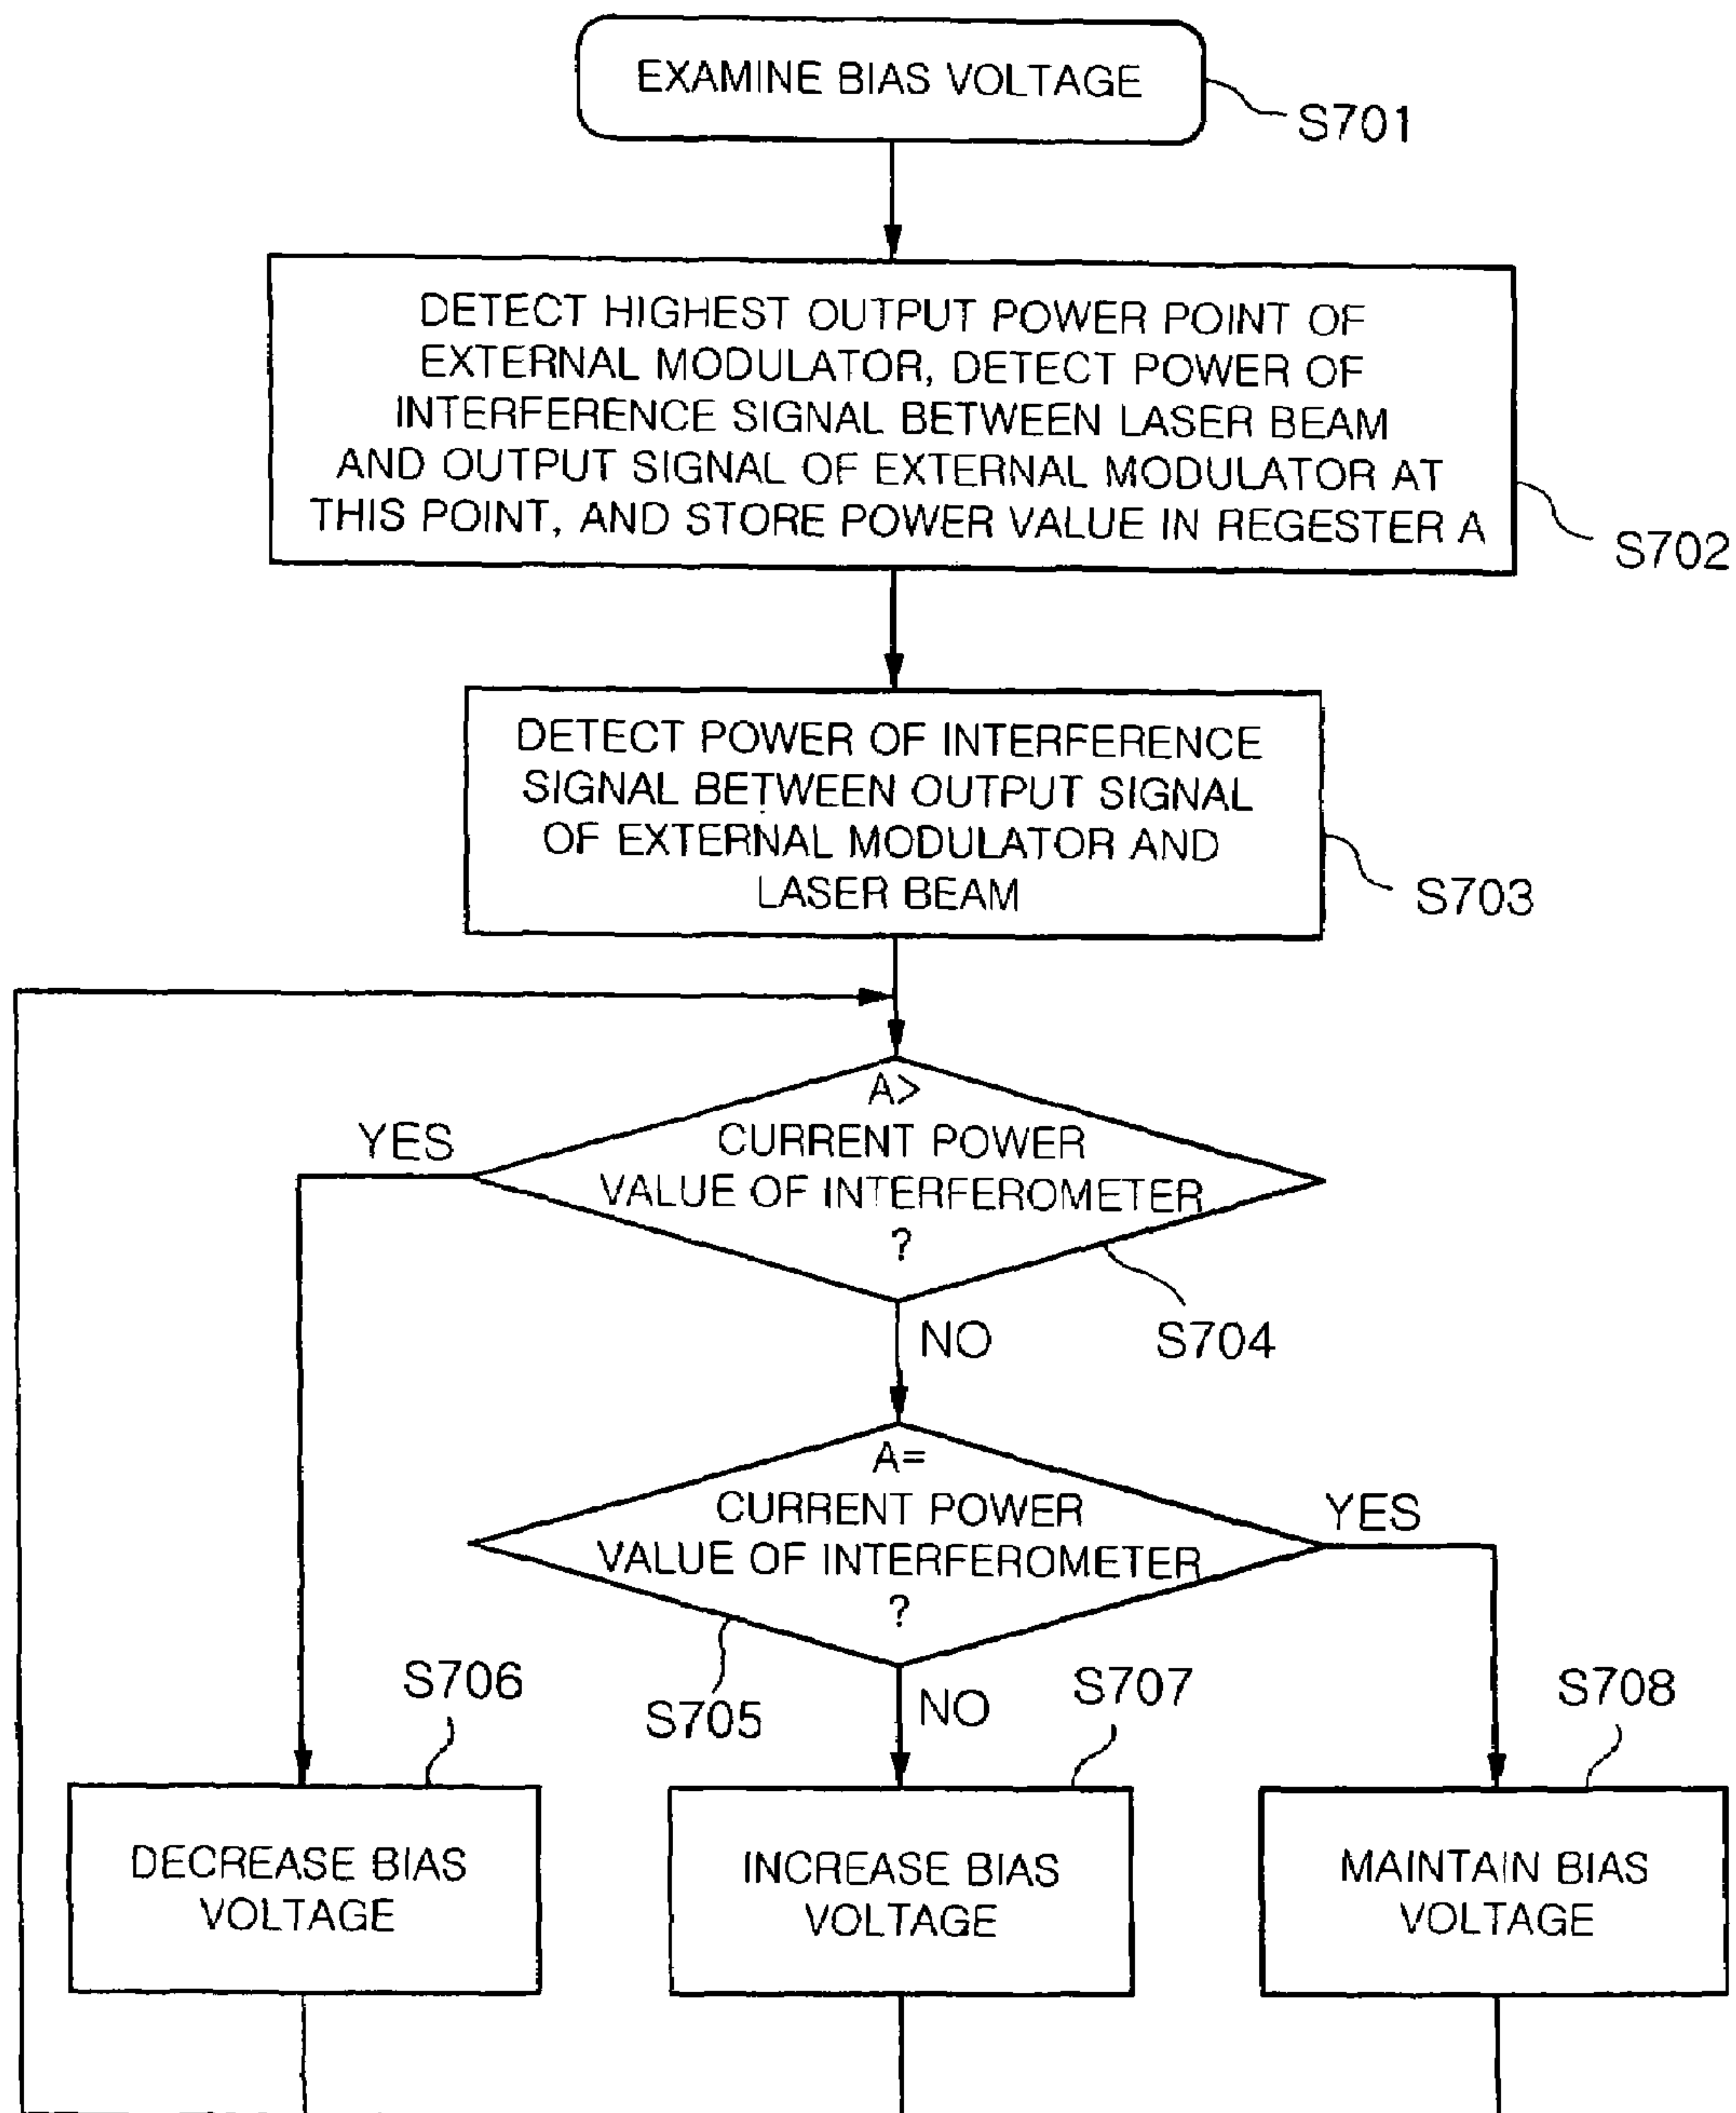 EXAMINE BIAS VOLTAGE
S701
DETECT HIGHEST OUTPUT POWER POINT OF
EXTERNAL MODULATOR, DETECT POWER OF
INTERFERENCE SIGNAL BETWEEN LASER BEAM
AND OUTPUT SIGNAL OF EXTERNAL MODULATOR AT
THIS POINT, AND STORE POWER VALUE IN REGESTER A
S702
DETECT POWER OF INTERFERENCE
SIGNAL BETWEEN OUTPUT SIGNAL
OF EXTERNAL MODULATOR AND
LASER BEAM
S703
A>
CURRENT POWER
VALUE OF INTERFEROMETER
?
YES
S704
NO
A=
CURRENT POWER
VALUE OF INTERFEROMETER
?
YES
S705
NO
S706
S707
S708
DECREASE BIAS
VOLTAGE
INCREASE BIAS
VOLTAGE
MAINTAIN BIAS
VOLTAGE